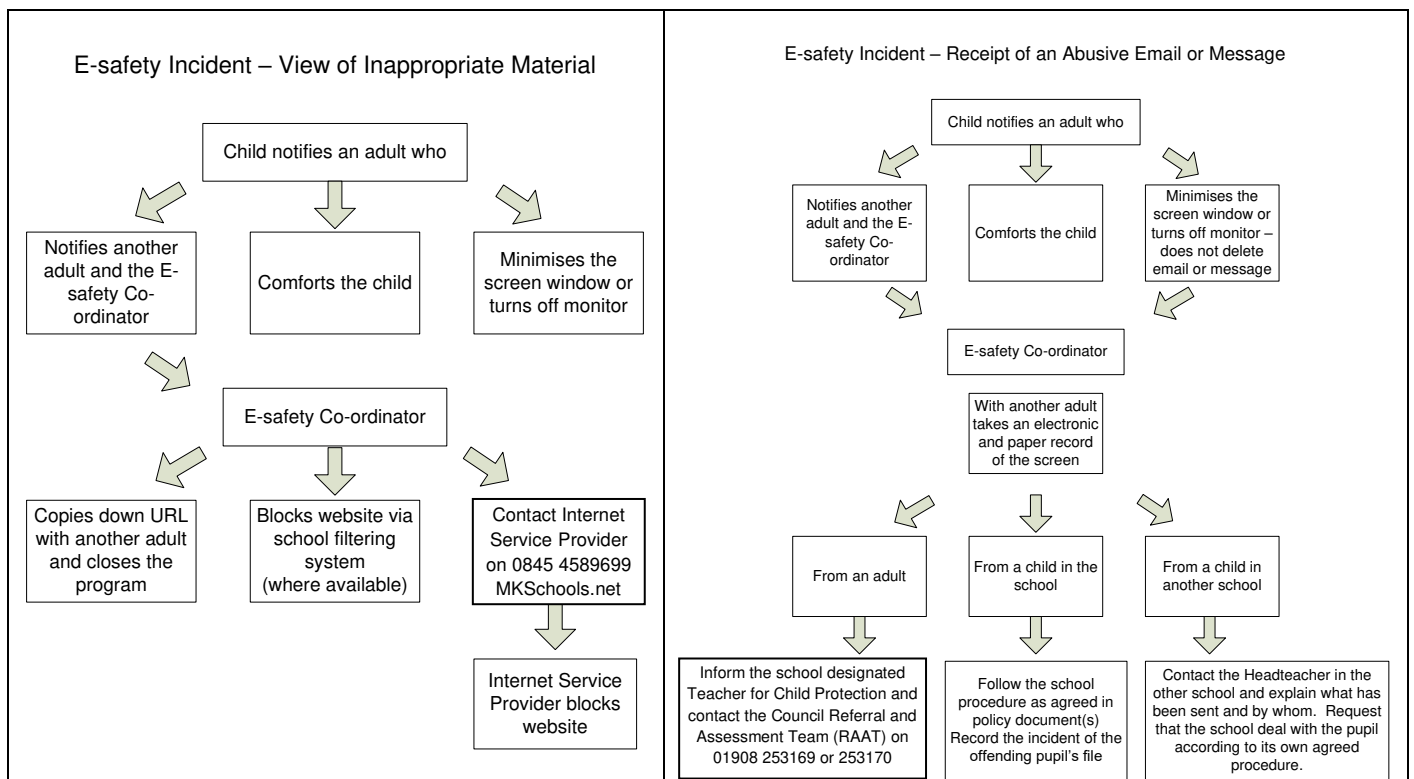 E-safety Incident – View of Inappropriate Material
Child notifies an adult who
Notifies another
adult and the E-
safety Co-
ordinator
Comforts the child
Minimises the
screen window or
turns off monitor
E-safety Co-ordinator
Copies down URL
with another adult
and closes the
program
Blocks website via
school filtering
system
(where available)
Contact Internet
Service Provider
on 0845 4589699
MKSchools.net
Internet Service
Provider blocks
website
E-safety Incident – Receipt of an Abusive Email or Message
Child notifies an adult who
Notifies another
adult and the E-
safety Co-
ordinator
Comforts the child
Minimises the
screen window or
turns off monitor –
does not delete
email or message
E-safety Co-ordinator
With another adult
takes an electronic
and paper record
of the screen
From an adult
From a child in the
school
From a child in
another school
Inform the school designated
Teacher for Child Protection and
contact the Council Referral and
Assessment Team (RAAT) on
01908 253169 or 253170
Follow the school
procedure as agreed in
policy document(s)
Record the incident of the
offending pupil's file
Contact the Headteacher in the
other school and explain what has
been sent and by whom.  Request
that the school deal with the pupil
according to its own agreed
procedure.